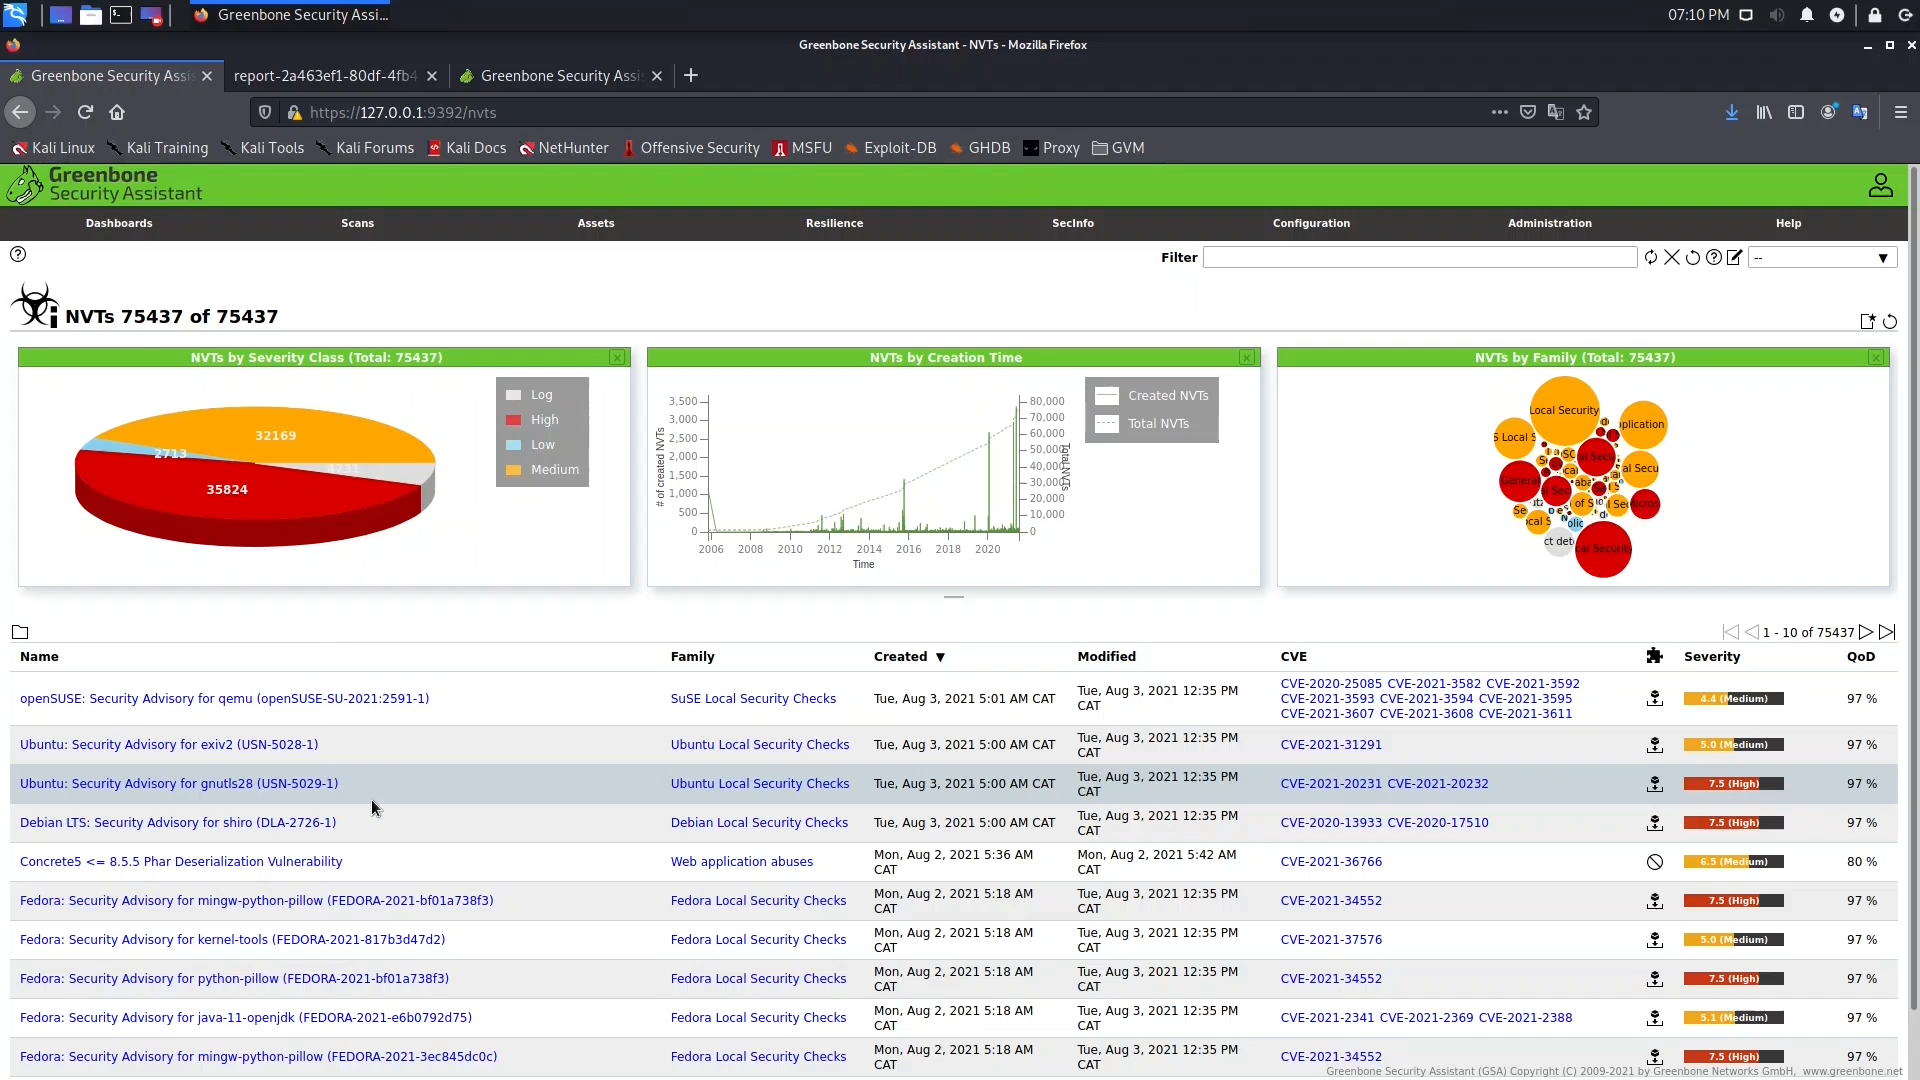 Greenbone Security Assi...
07:10 PM
Greenbone Security Assistant - NVTs - Mozilla Firefox
Greenbone Security Assis
report-2a463ef1-80df-4fb4
Greenbone Security Assis
https://127.0.0.1:9392/nvts
Kali Linux Kali Training Kali Tools Kali Forums Kali Docs NetHunter Offensive Security MSFU Exploit-DB GHDB Proxy GVM
Greenbone
Security Assistant
Dashboards Scans Assets Resilience SecInfo Configuration Administration Help
Filter --
NVTs 75437 of 75437
NVTs by Severity Class (Total: 75437)
Log
High
Low
Medium
32169
2713
4731
35824
NVTs by Creation Time
Created NVTs
Total NVTs
3,500
3,000
2,500
2,000
1,500
1,000
500
0
# of created NVTs
80,000
70,000
60,000
50,000
40,000
30,000
20,000
10,000
0
Total NVTs
2006 2008 2010 2012 2014 2016 2018 2020
Time
NVTs by Family (Total: 75437)
Local Security
plication
S Local S
al Secu
al Secu
General
ct det
cal Security
1 - 10 of 75437
Name Family Created ▼ Modified CVE Severity QoD
openSUSE: Security Advisory for qemu (openSUSE-SU-2021:2591-1) SuSE Local Security Checks Tue, Aug 3, 2021 5:01 AM CAT Tue, Aug 3, 2021 12:35 PM CAT CVE-2020-25085 CVE-2021-3582 CVE-2021-3592
CVE-2021-3593 CVE-2021-3594 CVE-2021-3595
CVE-2021-3607 CVE-2021-3608 CVE-2021-3611 4.4 (Medium) 97 %
Ubuntu: Security Advisory for exiv2 (USN-5028-1) Ubuntu Local Security Checks Tue, Aug 3, 2021 5:00 AM CAT Tue, Aug 3, 2021 12:35 PM CAT CVE-2021-31291 5.0 (Medium) 97 %
Ubuntu: Security Advisory for gnutls28 (USN-5029-1) Ubuntu Local Security Checks Tue, Aug 3, 2021 5:00 AM CAT Tue, Aug 3, 2021 12:35 PM CAT CVE-2021-20231 CVE-2021-20232 7.5 (High) 97 %
Debian LTS: Security Advisory for shiro (DLA-2726-1) Debian Local Security Checks Tue, Aug 3, 2021 5:00 AM CAT Tue, Aug 3, 2021 12:35 PM CAT CVE-2020-13933 CVE-2020-17510 7.5 (High) 97 %
Concrete5 <= 8.5.5 Phar Deserialization Vulnerability Web application abuses Mon, Aug 2, 2021 5:36 AM CAT Mon, Aug 2, 2021 5:42 AM CAT CVE-2021-36766 6.5 (Medium) 80 %
Fedora: Security Advisory for mingw-python-pillow (FEDORA-2021-bf01a738f3) Fedora Local Security Checks Mon, Aug 2, 2021 5:18 AM CAT Tue, Aug 3, 2021 12:35 PM CAT CVE-2021-34552 7.5 (High) 97 %
Fedora: Security Advisory for kernel-tools (FEDORA-2021-817b3d47d2) Fedora Local Security Checks Mon, Aug 2, 2021 5:18 AM CAT Tue, Aug 3, 2021 12:35 PM CAT CVE-2021-37576 5.0 (Medium) 97 %
Fedora: Security Advisory for python-pillow (FEDORA-2021-bf01a738f3) Fedora Local Security Checks Mon, Aug 2, 2021 5:18 AM CAT Tue, Aug 3, 2021 12:35 PM CAT CVE-2021-34552 7.5 (High) 97 %
Fedora: Security Advisory for java-11-openjdk (FEDORA-2021-e6b0792d75) Fedora Local Security Checks Mon, Aug 2, 2021 5:18 AM CAT Tue, Aug 3, 2021 12:35 PM CAT CVE-2021-2341 CVE-2021-2369 CVE-2021-2388 5.1 (Medium) 97 %
Fedora: Security Advisory for mingw-python-pillow (FEDORA-2021-3ec845dc0c) Fedora Local Security Checks Mon, Aug 2, 2021 5:18 AM CAT Tue, Aug 3, 2021 12:35 PM CAT CVE-2021-34552 7.5 (High) 97 %
Greenbone Security Assistant (GSA) Copyright (C) 2009-2021 by Greenbone Networks GmbH, www.greenbone.net